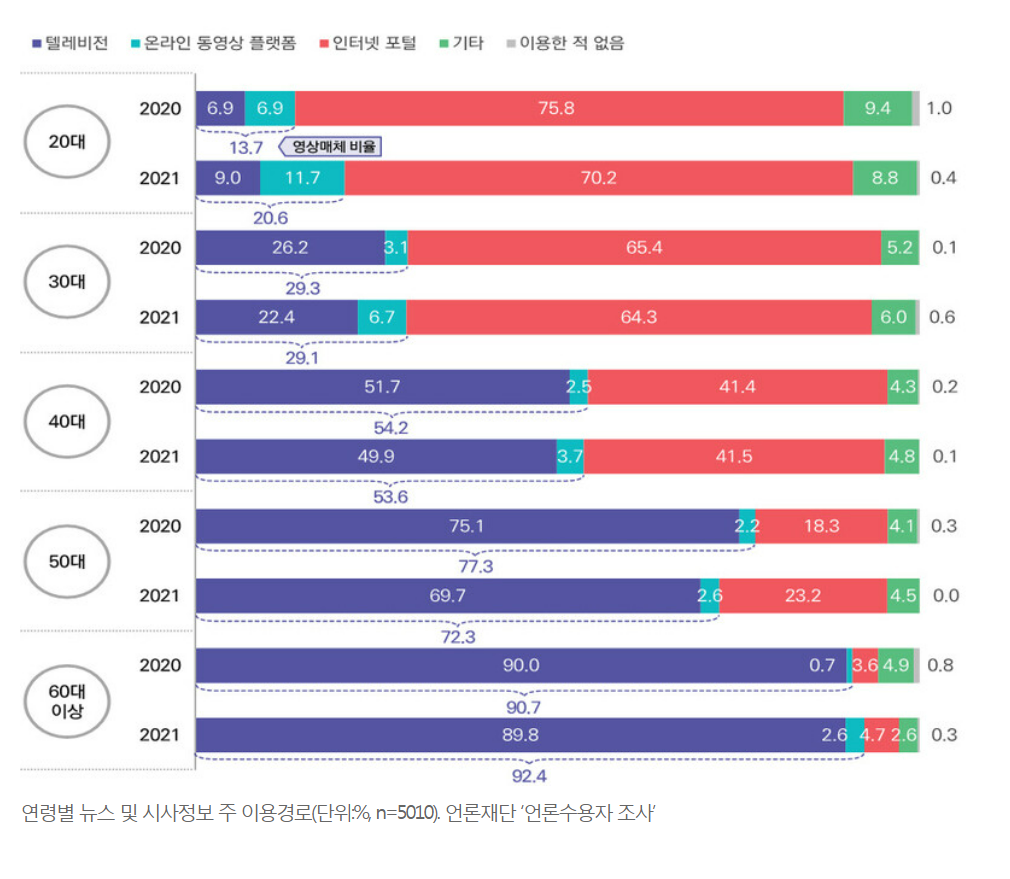 텔레비전 온라인 동영상 플랫폼 인터넷 포털 기타 이용한 적 없음
20대
2020 6.9 6.9 75.8 9.4 1.0
13.7 영상매체 비율
2021 9.0 11.7 70.2 8.8 0.4
20.6
30대
2020 26.2 3.1 65.4 5.2 0.1
29.3
2021 22.4 6.7 64.3 6.0 0.6
29.1
40대
2020 51.7 2.5 41.4 4.3 0.2
54.2
2021 49.9 3.7 41.5 4.8 0.1
53.6
50대
2020 75.1 2.2 18.3 4.1 0.3
77.3
2021 69.7 2.6 23.2 4.5 0.0
72.3
60대
이상
2020 90.0 0.7 3.6 4.9 0.8
90.7
2021 89.8 2.6 4.7 2.6 0.3
92.4
연령별 뉴스 및 시사정보 주 이용경로(단위:%, n=5010). 언론재단 ‘언론수용자 조사’